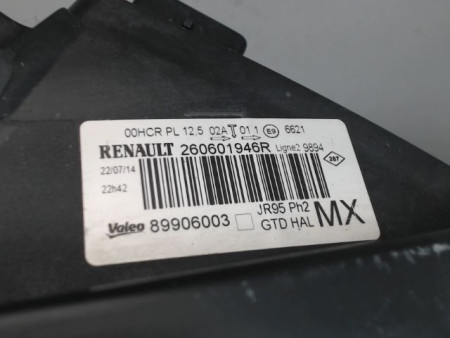 00HCR PL 12,5 02A T 01 1 E9 6621
RENAULT 260601946R Ligne2 9894
22/07/14
22h42
267
Valeo 89906003 JR95 Ph2
GTD HAL MX